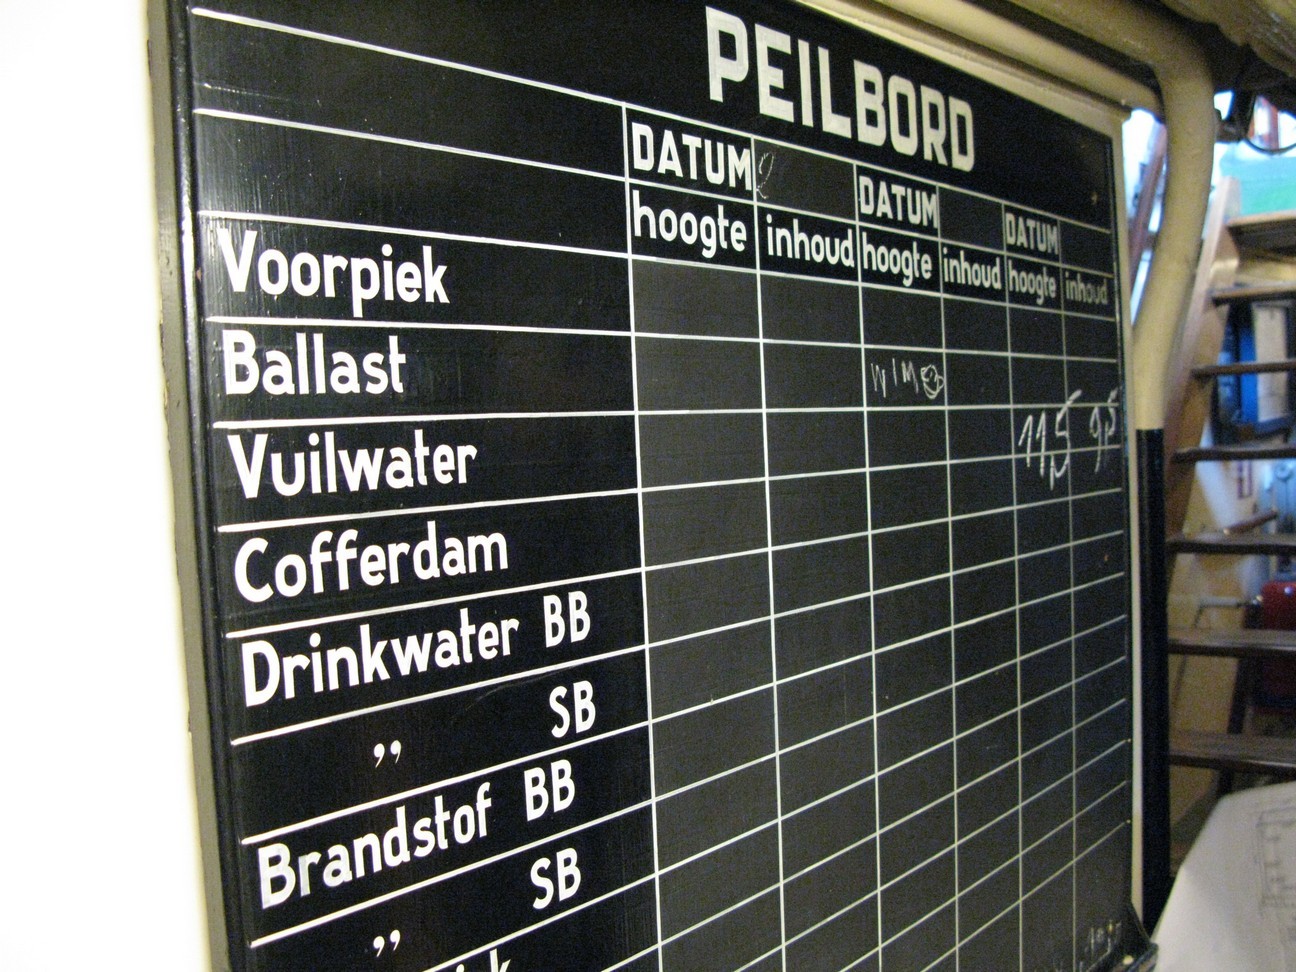 PEILBORD
DATUM DATUM DATUM
hoogte inhoud hoogte inhoud hoogte inhoud
Voorpiek
Ballast WIM
Vuilwater 11,5 9,5
Cofferdam
Drinkwater BB
„ SB
Brandstof BB
„ SB